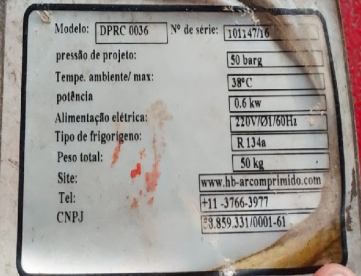 Modelo: DPRC 0036 Nº de série: 101147/16
pressão de projeto: 50 barg
Tempe. ambiente/ max: 38ºC
potência 0.6 kw
Alimentação elétrica: 220V/Ø1/60Hz
Tipo de frigorígeno: R 134a
Peso total: 50 kg
Site: www.hb-arcomprimido.com
Tel: +11 -3766-3977
CNPJ 8.859.331/0001-61